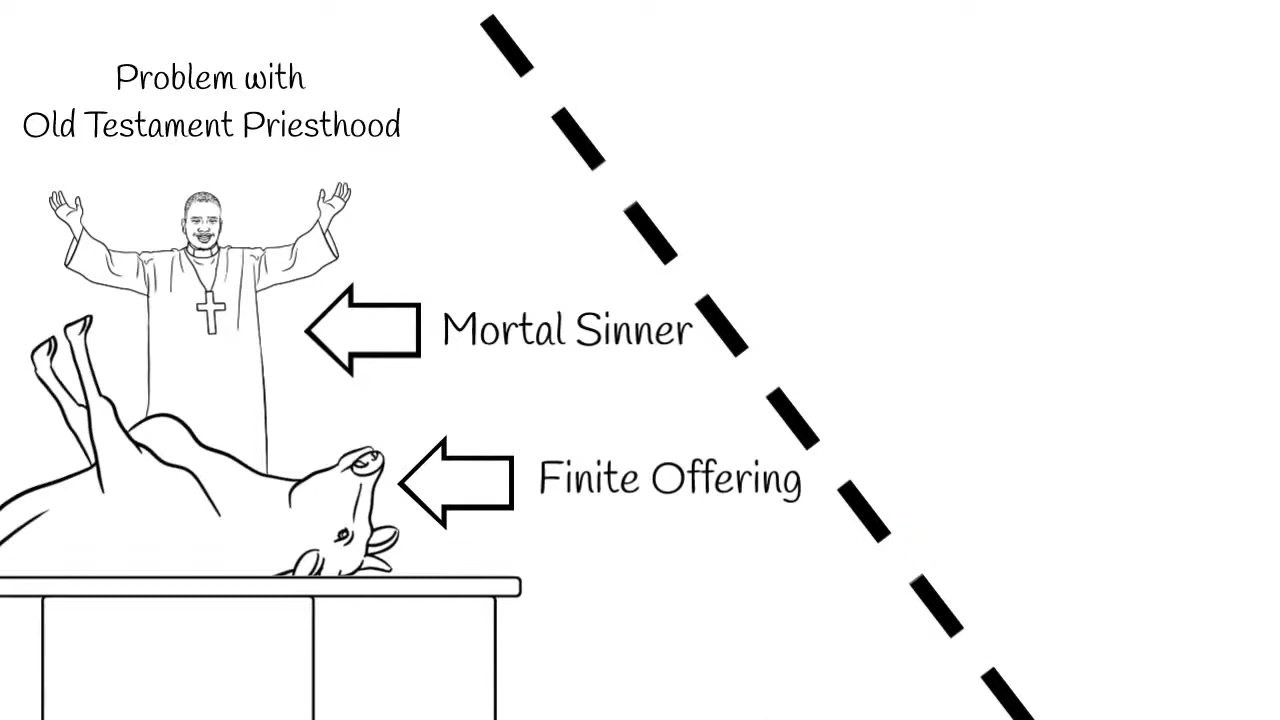 Problem with
Old Testament Priesthood
Mortal Sinner
Finite Offering